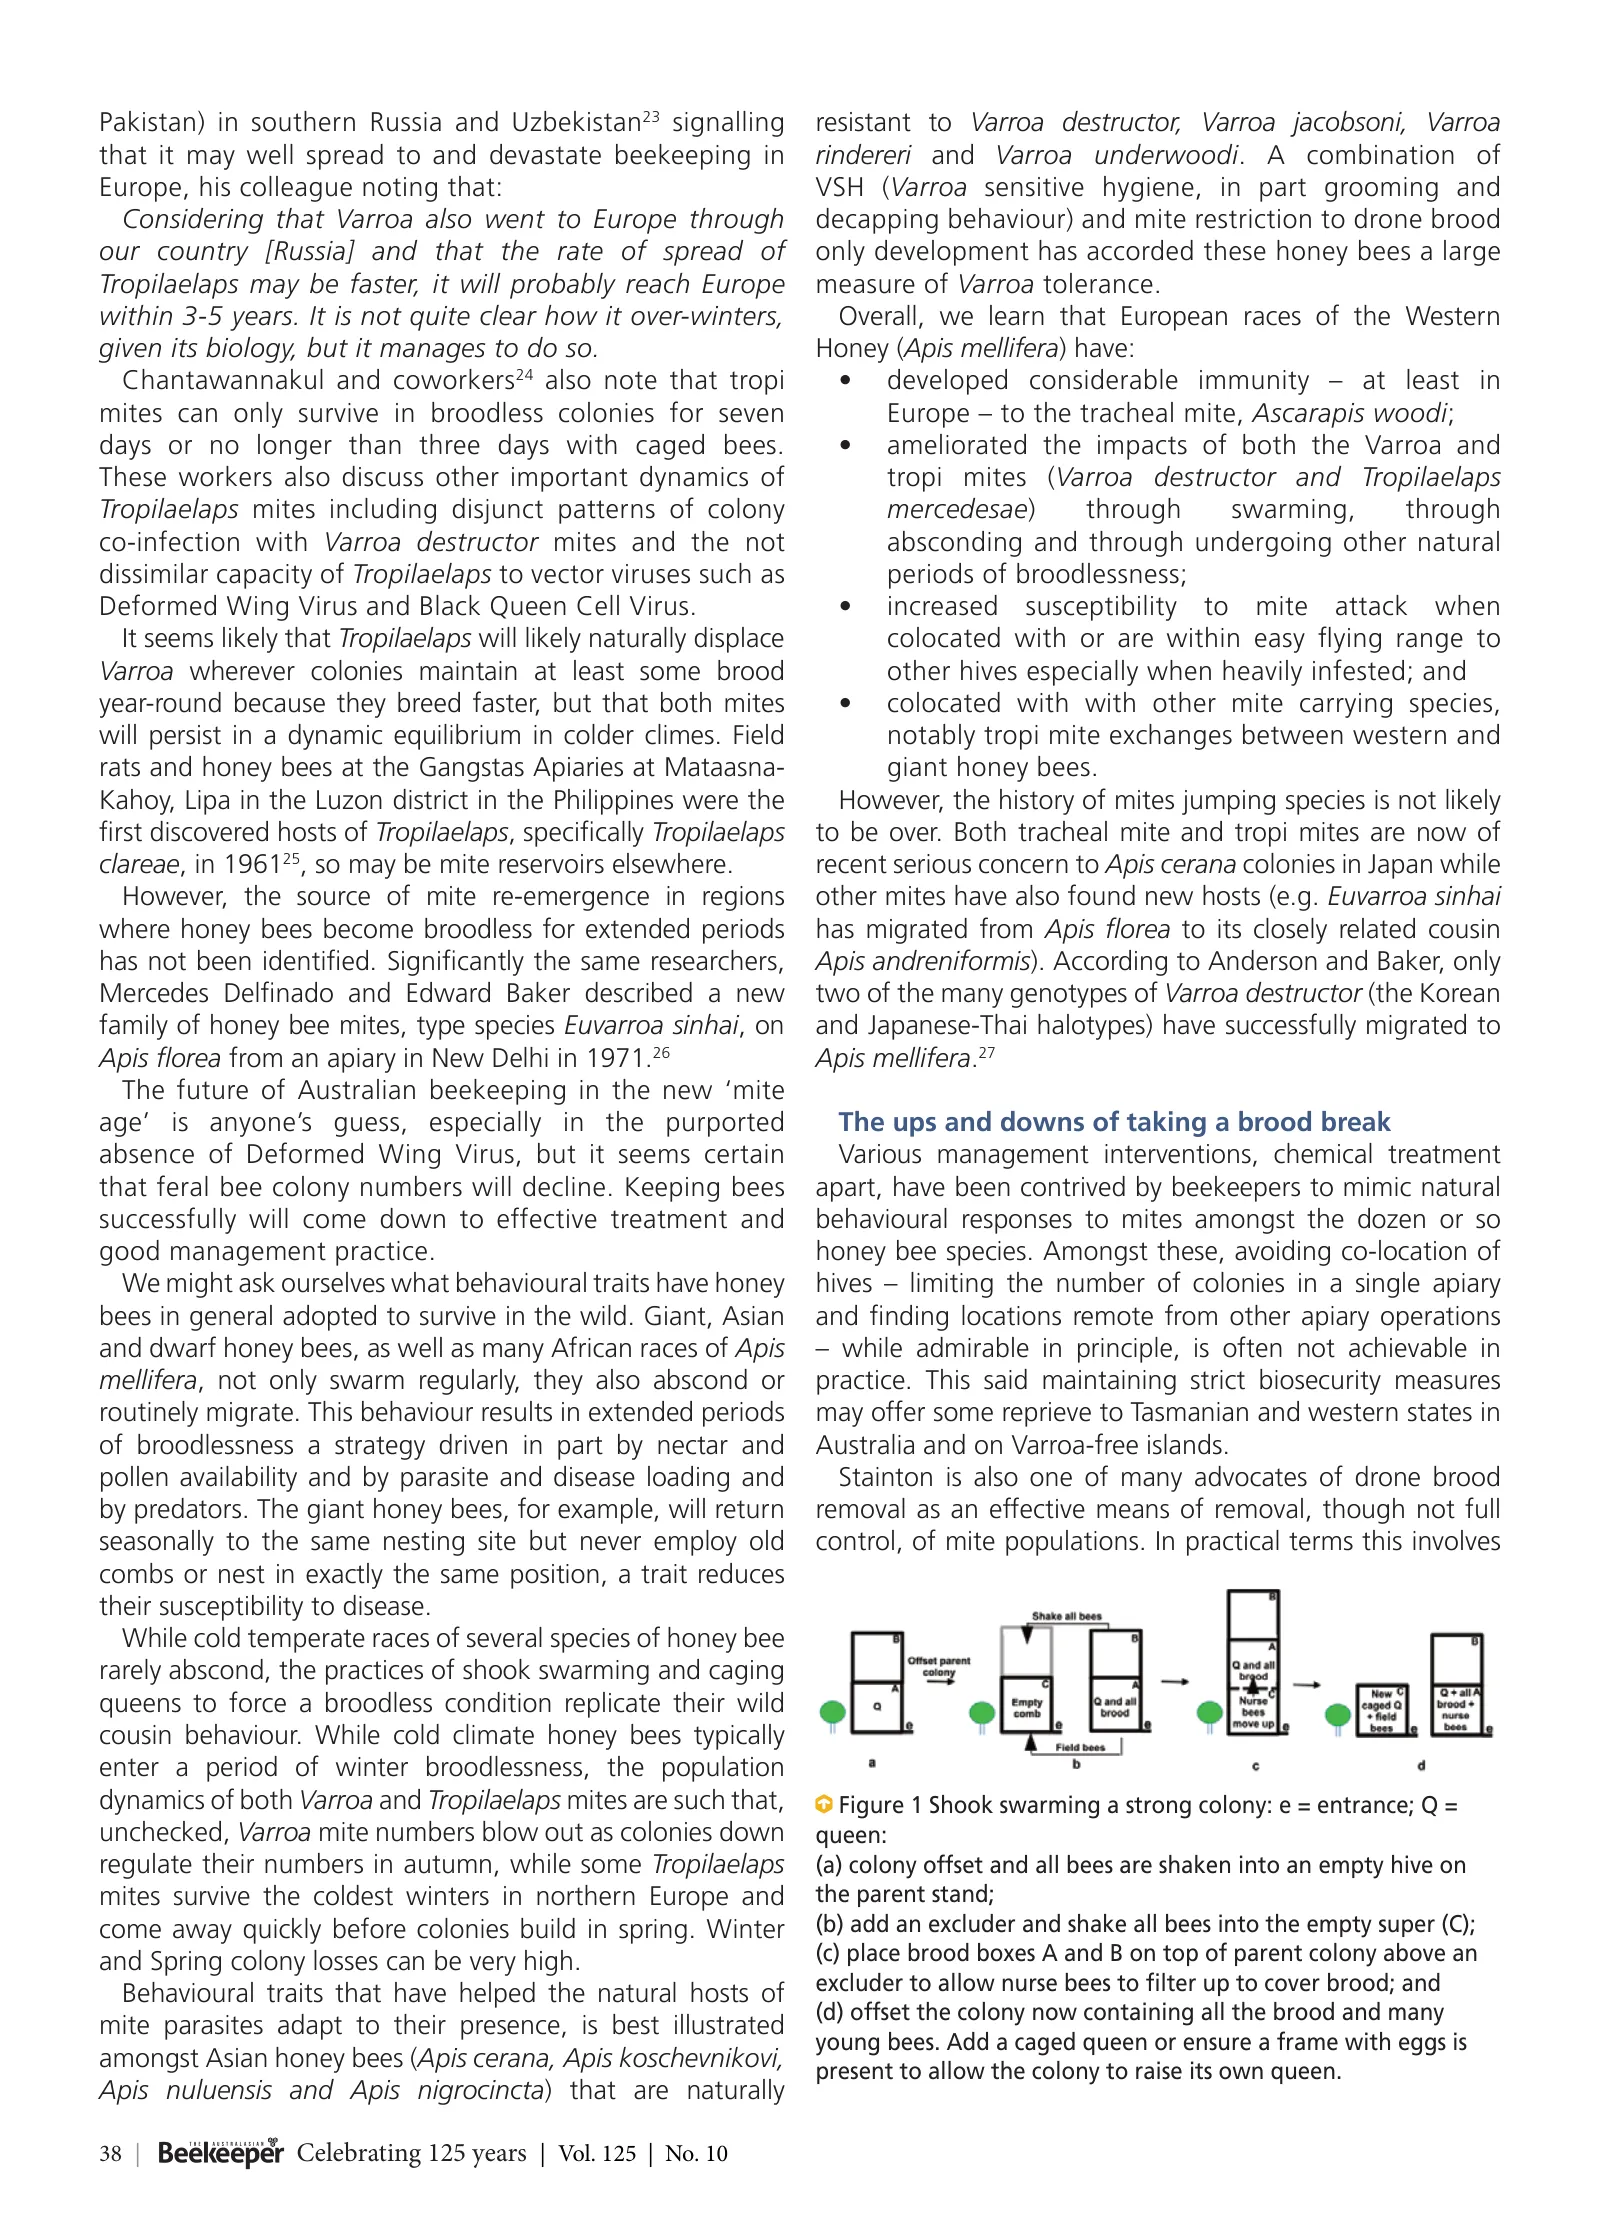 Pakistan) in southern Russia and Uzbekistan23 signalling
that it may well spread to and devastate beekeeping in
Europe, his colleague noting that:
Considering that Varroa also went to Europe through
our country [Russia] and that the rate of spread of
Tropilaelaps may be faster, it will probably reach Europe
within 3-5 years. It is not quite clear how it over-winters,
given its biology, but it manages to do so.
Chantawannakul and coworkers24 also note that tropi
mites can only survive in broodless colonies for seven
days or no longer than three days with caged bees.
These workers also discuss other important dynamics of
Tropilaelaps mites including disjunct patterns of colony
co-infection with Varroa destructor mites and the not
dissimilar capacity of Tropilaelaps to vector viruses such as
Deformed Wing Virus and Black Queen Cell Virus.
It seems likely that Tropilaelaps will likely naturally displace
Varroa wherever colonies maintain at least some brood
year-round because they breed faster, but that both mites
will persist in a dynamic equilibrium in colder climes. Field
rats and honey bees at the Gangstas Apiaries at Mataasna-
Kahoy, Lipa in the Luzon district in the Philippines were the
first discovered hosts of Tropilaelaps, specifically Tropilaelaps
clareae, in 196125, so may be mite reservoirs elsewhere.
However, the source of mite re-emergence in regions
where honey bees become broodless for extended periods
has not been identified. Significantly the same researchers,
Mercedes Delfinado and Edward Baker described a new
family of honey bee mites, type species Euvarroa sinhai, on
Apis florea from an apiary in New Delhi in 1971.26
The future of Australian beekeeping in the new ‘mite
age’ is anyone’s guess, especially in the purported
absence of Deformed Wing Virus, but it seems certain
that feral bee colony numbers will decline. Keeping bees
successfully will come down to effective treatment and
good management practice.
We might ask ourselves what behavioural traits have honey
bees in general adopted to survive in the wild. Giant, Asian
and dwarf honey bees, as well as many African races of Apis
mellifera, not only swarm regularly, they also abscond or
routinely migrate. This behaviour results in extended periods
of broodlessness a strategy driven in part by nectar and
pollen availability and by parasite and disease loading and
by predators. The giant honey bees, for example, will return
seasonally to the same nesting site but never employ old
combs or nest in exactly the same position, a trait reduces
their susceptibility to disease.
While cold temperate races of several species of honey bee
rarely abscond, the practices of shook swarming and caging
queens to force a broodless condition replicate their wild
cousin behaviour. While cold climate honey bees typically
enter a period of winter broodlessness, the population
dynamics of both Varroa and Tropilaelaps mites are such that,
unchecked, Varroa mite numbers blow out as colonies down
regulate their numbers in autumn, while some Tropilaelaps
mites survive the coldest winters in northern Europe and
come away quickly before colonies build in spring. Winter
and Spring colony losses can be very high.
Behavioural traits that have helped the natural hosts of
mite parasites adapt to their presence, is best illustrated
amongst Asian honey bees (Apis cerana, Apis koschevnikovi,
Apis nuluensis and Apis nigrocincta) that are naturally
resistant to Varroa destructor, Varroa jacobsoni, Varroa
rindereri and Varroa underwoodi. A combination of
VSH (Varroa sensitive hygiene, in part grooming and
decapping behaviour) and mite restriction to drone brood
only development has accorded these honey bees a large
measure of Varroa tolerance.
Overall, we learn that European races of the Western
Honey (Apis mellifera) have:
• developed considerable immunity – at least in
Europe – to the tracheal mite, Ascarapis woodi;
• ameliorated the impacts of both the Varroa and
tropi mites (Varroa destructor and Tropilaelaps
mercedesae) through swarming, through
absconding and through undergoing other natural
periods of broodlessness;
• increased susceptibility to mite attack when
colocated with or are within easy flying range to
other hives especially when heavily infested; and
• colocated with with other mite carrying species,
notably tropi mite exchanges between western and
giant honey bees.
However, the history of mites jumping species is not likely
to be over. Both tracheal mite and tropi mites are now of
recent serious concern to Apis cerana colonies in Japan while
other mites have also found new hosts (e.g. Euvarroa sinhai
has migrated from Apis florea to its closely related cousin
Apis andreniformis). According to Anderson and Baker, only
two of the many genotypes of Varroa destructor (the Korean
and Japanese-Thai halotypes) have successfully migrated to
Apis mellifera.27
The ups and downs of taking a brood break
Various management interventions, chemical treatment
apart, have been contrived by beekeepers to mimic natural
behavioural responses to mites amongst the dozen or so
honey bee species. Amongst these, avoiding co-location of
hives – limiting the number of colonies in a single apiary
and finding locations remote from other apiary operations
– while admirable in principle, is often not achievable in
practice. This said maintaining strict biosecurity measures
may offer some reprieve to Tasmanian and western states in
Australia and on Varroa-free islands.
Stainton is also one of many advocates of drone brood
removal as an effective means of removal, though not full
control, of mite populations. In practical terms this involves
B
A
Q
e
a
Offset parent
colony
Shake all bees
C
Empty
comb
e
B
A
Q and all
brood
e
Field bees
b
B
A
Q and all
brood
C
Nurse
bees
move up
e
c
New C
caged Q
+ field
bees
e
B
Q + all A
brood +
nurse
bees
e
d
Figure 1 Shook swarming a strong colony: e = entrance; Q =
queen:
(a) colony offset and all bees are shaken into an empty hive on
the parent stand;
(b) add an excluder and shake all bees into the empty super (C);
(c) place brood boxes A and B on top of parent colony above an
excluder to allow nurse bees to filter up to cover brood; and
(d) offset the colony now containing all the brood and many
young bees. Add a caged queen or ensure a frame with eggs is
present to allow the colony to raise its own queen.
38 | THE AUSTRALASIAN Beekeeper Celebrating 125 years | Vol. 125 | No. 10